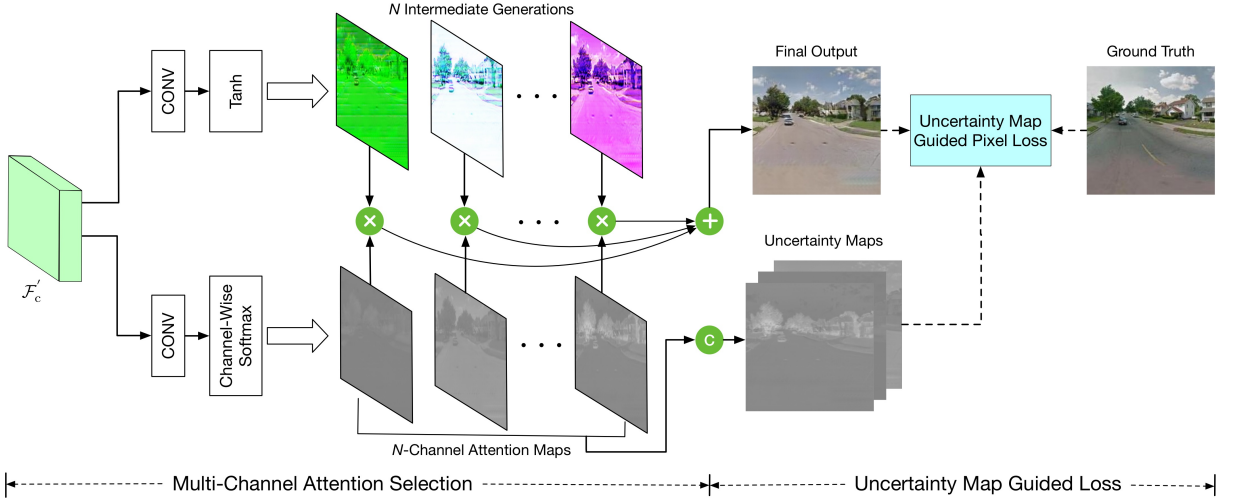 N Intermediate Generations
Final Output
Ground Truth
CONV
Tanh
Uncertainty Map
Guided Pixel Loss
. . .
×
×
. . .
×
+
Uncertainty Maps
F′c
CONV
Channel-Wise
Softmax
. . .
C
N-Channel Attention Maps
Multi-Channel Attention Selection
Uncertainty Map Guided Loss